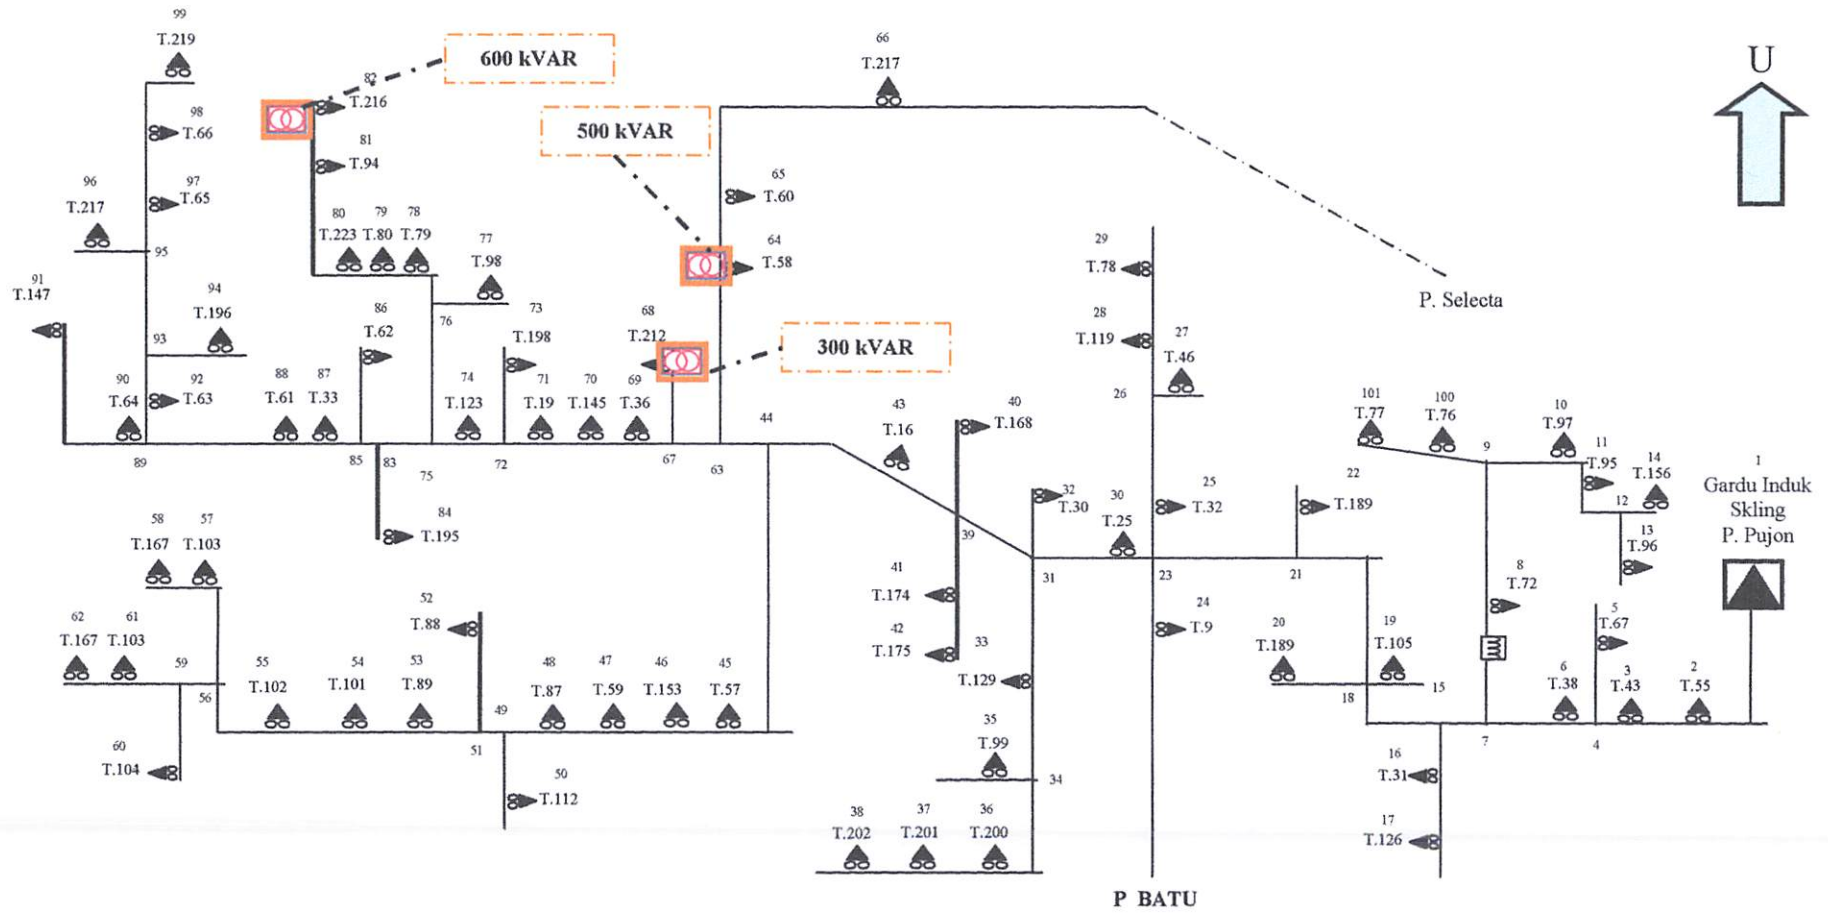 99
T.219
600 kVAR
82
T.216
66
T.217
U
98
T.66
500 kVAR
81
T.94
96
T.217
97
T.65
65
T.60
80
T.223
79
T.80
78
T.79
77
T.98
64
T.58
29
T.78
P. Selecta
95
91
T.147
94
T.196
93
86
T.62
76
73
T.198
68
T.212
300 kVAR
28
T.119
27
T.46
26
90
T.64
92
T.63
88
T.61
87
T.33
74
T.123
71
T.19
70
T.145
69
T.36
44
43
T.16
40
T.168
101
T.77
100
T.76
10
T.97
9
11
T.95
14
T.156
12
1
Gardu Induk
Skling
P. Pujon
89
85
83
75
72
67
63
32
T.30
30
T.25
25
T.32
22
T.189
13
T.96
58
T.167
57
T.103
84
T.195
39
31
23
21
41
T.174
8
T.72
52
T.88
42
T.175
33
T.129
24
T.9
20
T.189
19
T.105
5
T.67
62
T.167
61
T.103
59
56
55
T.102
54
T.101
53
T.89
48
T.87
47
T.59
46
T.153
45
T.57
18
15
6
T.38
3
T.43
2
T.55
49
51
35
T.99
34
7
4
60
T.104
50
T.112
16
T.31
38
T.202
37
T.201
36
T.200
17
T.126
P BATU